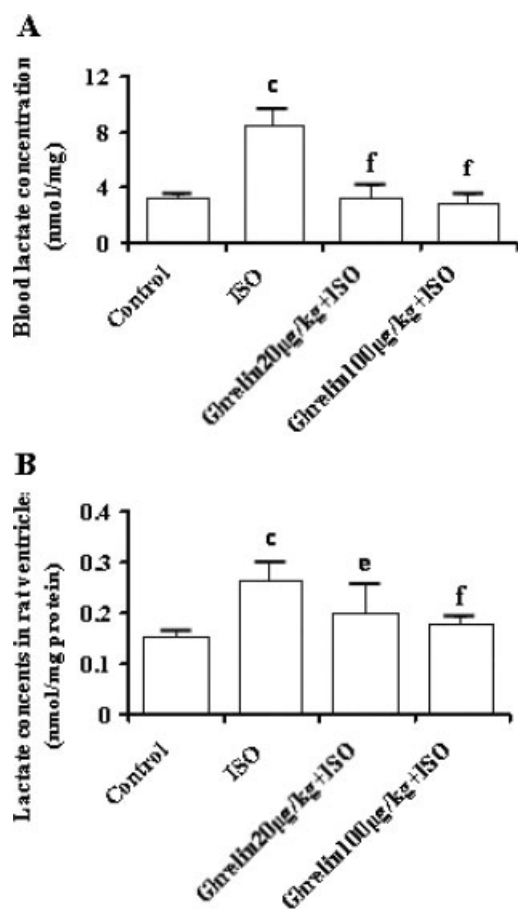 A
Blood lactate concentration
(nmol/mg)
12
8
4
0
c
f
f
Control
ISO
Ghrelin20μg/kg+ISO
Ghrelin100μg/kg+ISO
B
Lactate concents in rat ventricles
(nmol/mg protein)
0.4
0.3
0.2
0.1
0
c
e
f
Control
ISO
Ghrelin20μg/kg+ISO
Ghrelin100μg/kg+ISO